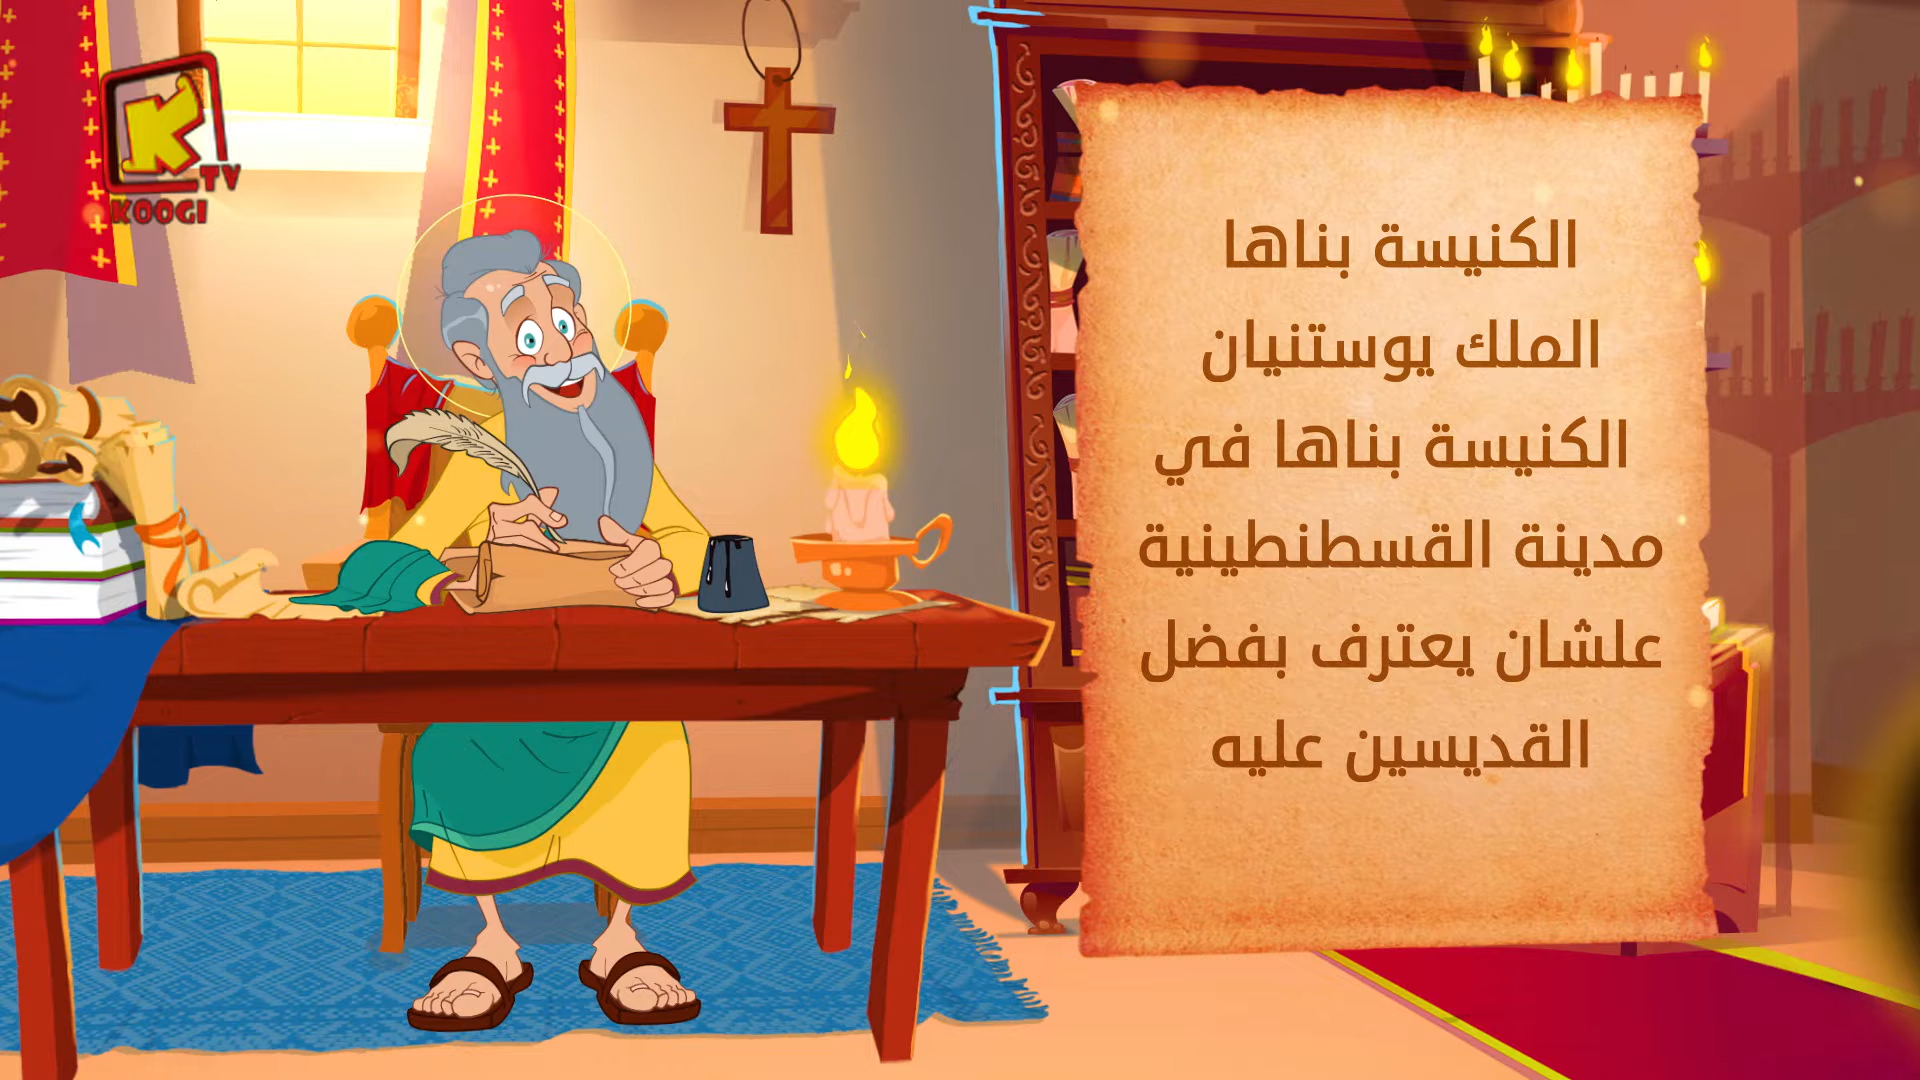 K
TV
KOOGI
الكنيسة بناها
الملك يوستنيان
الكنيسة بناها في
مدينة القسطنطينية
علشان يعترف بفضل
القديسين عليه